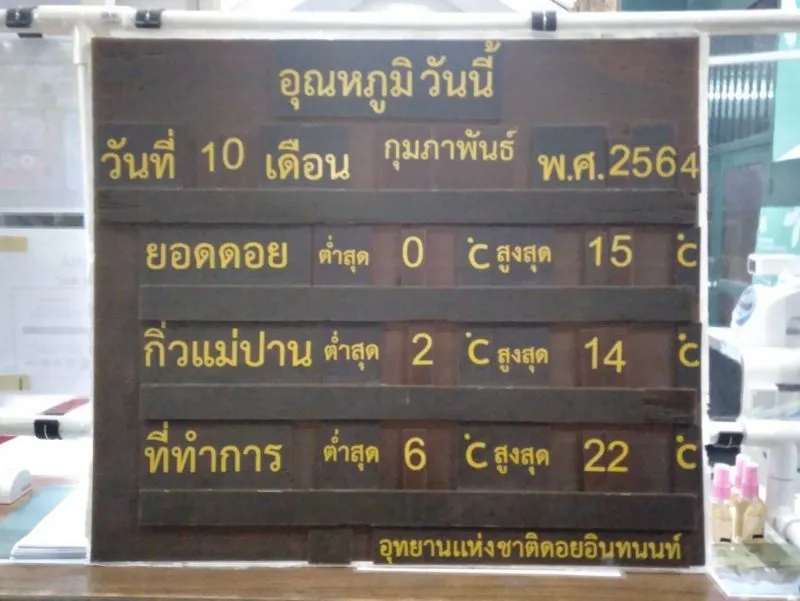 อุณหภูมิ วันนี้
วันที่ 10 เดือน กุมภาพันธ์ พ.ศ.2564
ยอดดอย ต่ำสุด 0 °C สูงสุด 15 °C
กิ่วแม่ปาน ต่ำสุด 2 °C สูงสุด 14 °C
ที่ทำการ ต่ำสุด 6 °C สูงสุด 22 °C
อุทยานแห่งชาติดอยอินทนนท์